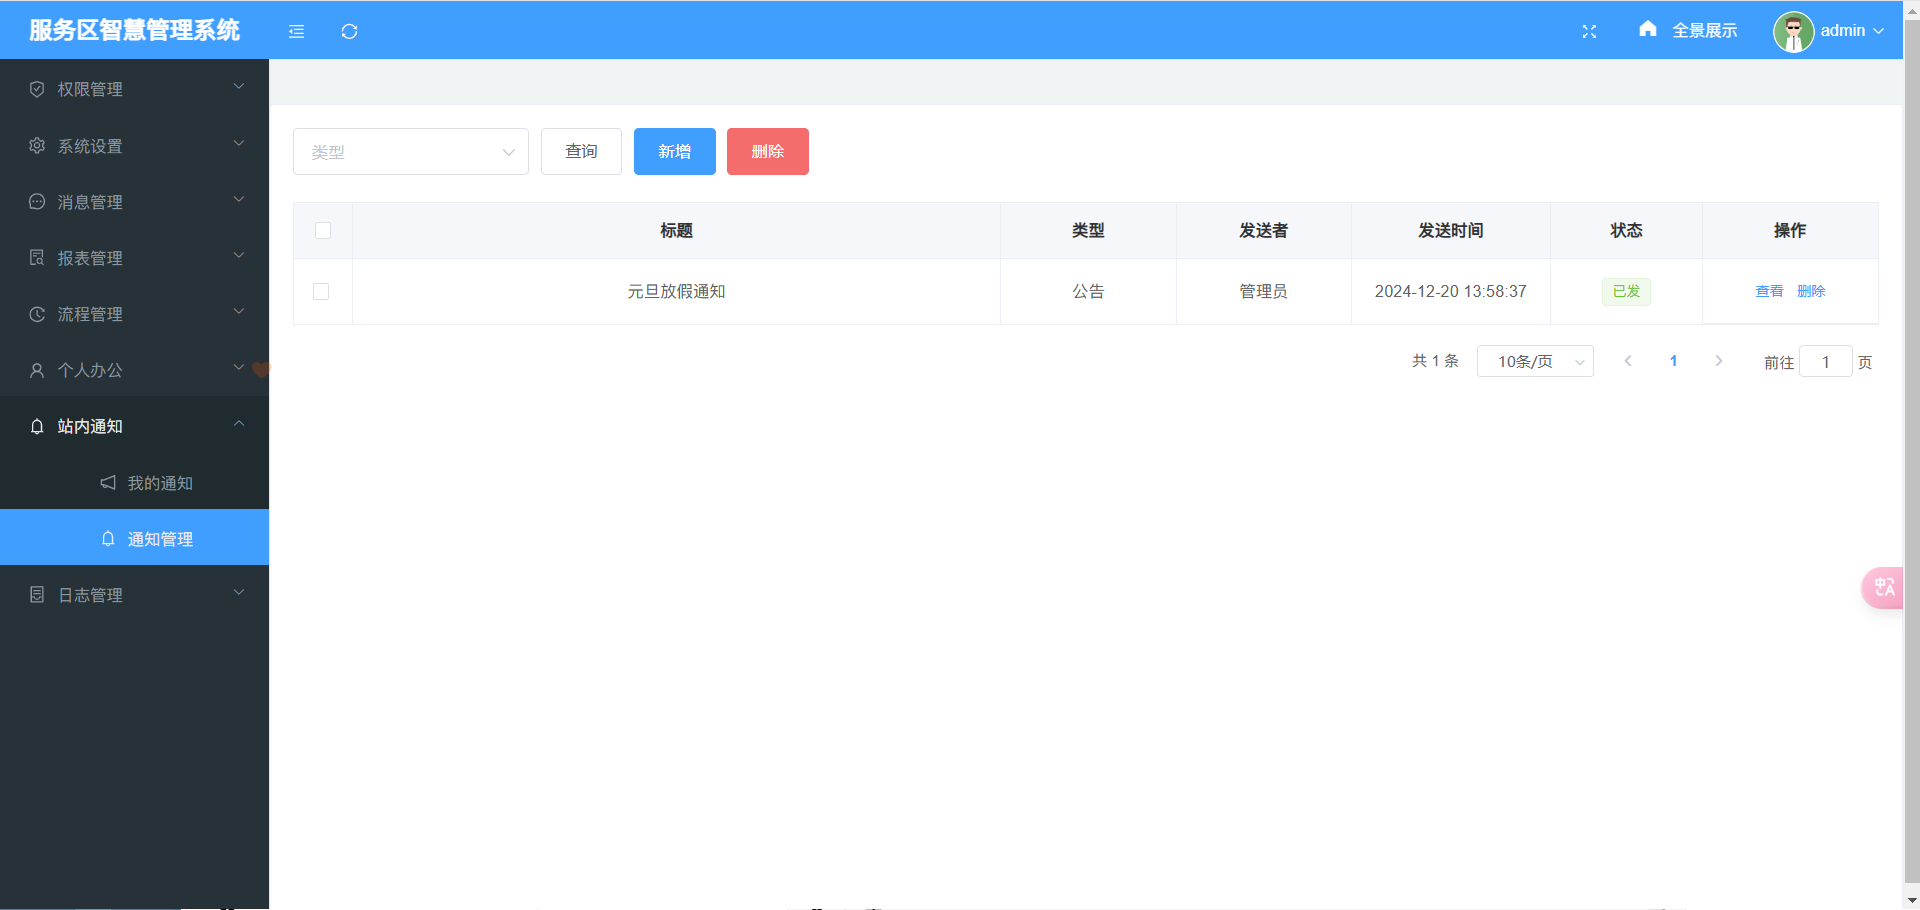 服务区智慧管理系统
全景展示
admin
权限管理
系统设置
消息管理
报表管理
流程管理
个人办公
站内通知
我的通知
通知管理
日志管理
类型
查询
新增
删除
标题 类型 发送者 发送时间 状态 操作
元旦放假通知 公告 管理员 2024-12-20 13:58:37 已发 查看 删除
共 1 条 10条/页 1 前往 1 页
中A